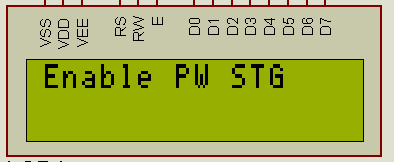 VSS VDD VEE RS RW E D0 D1 D2 D3 D4 D5 D6 D7
Enable PW STG